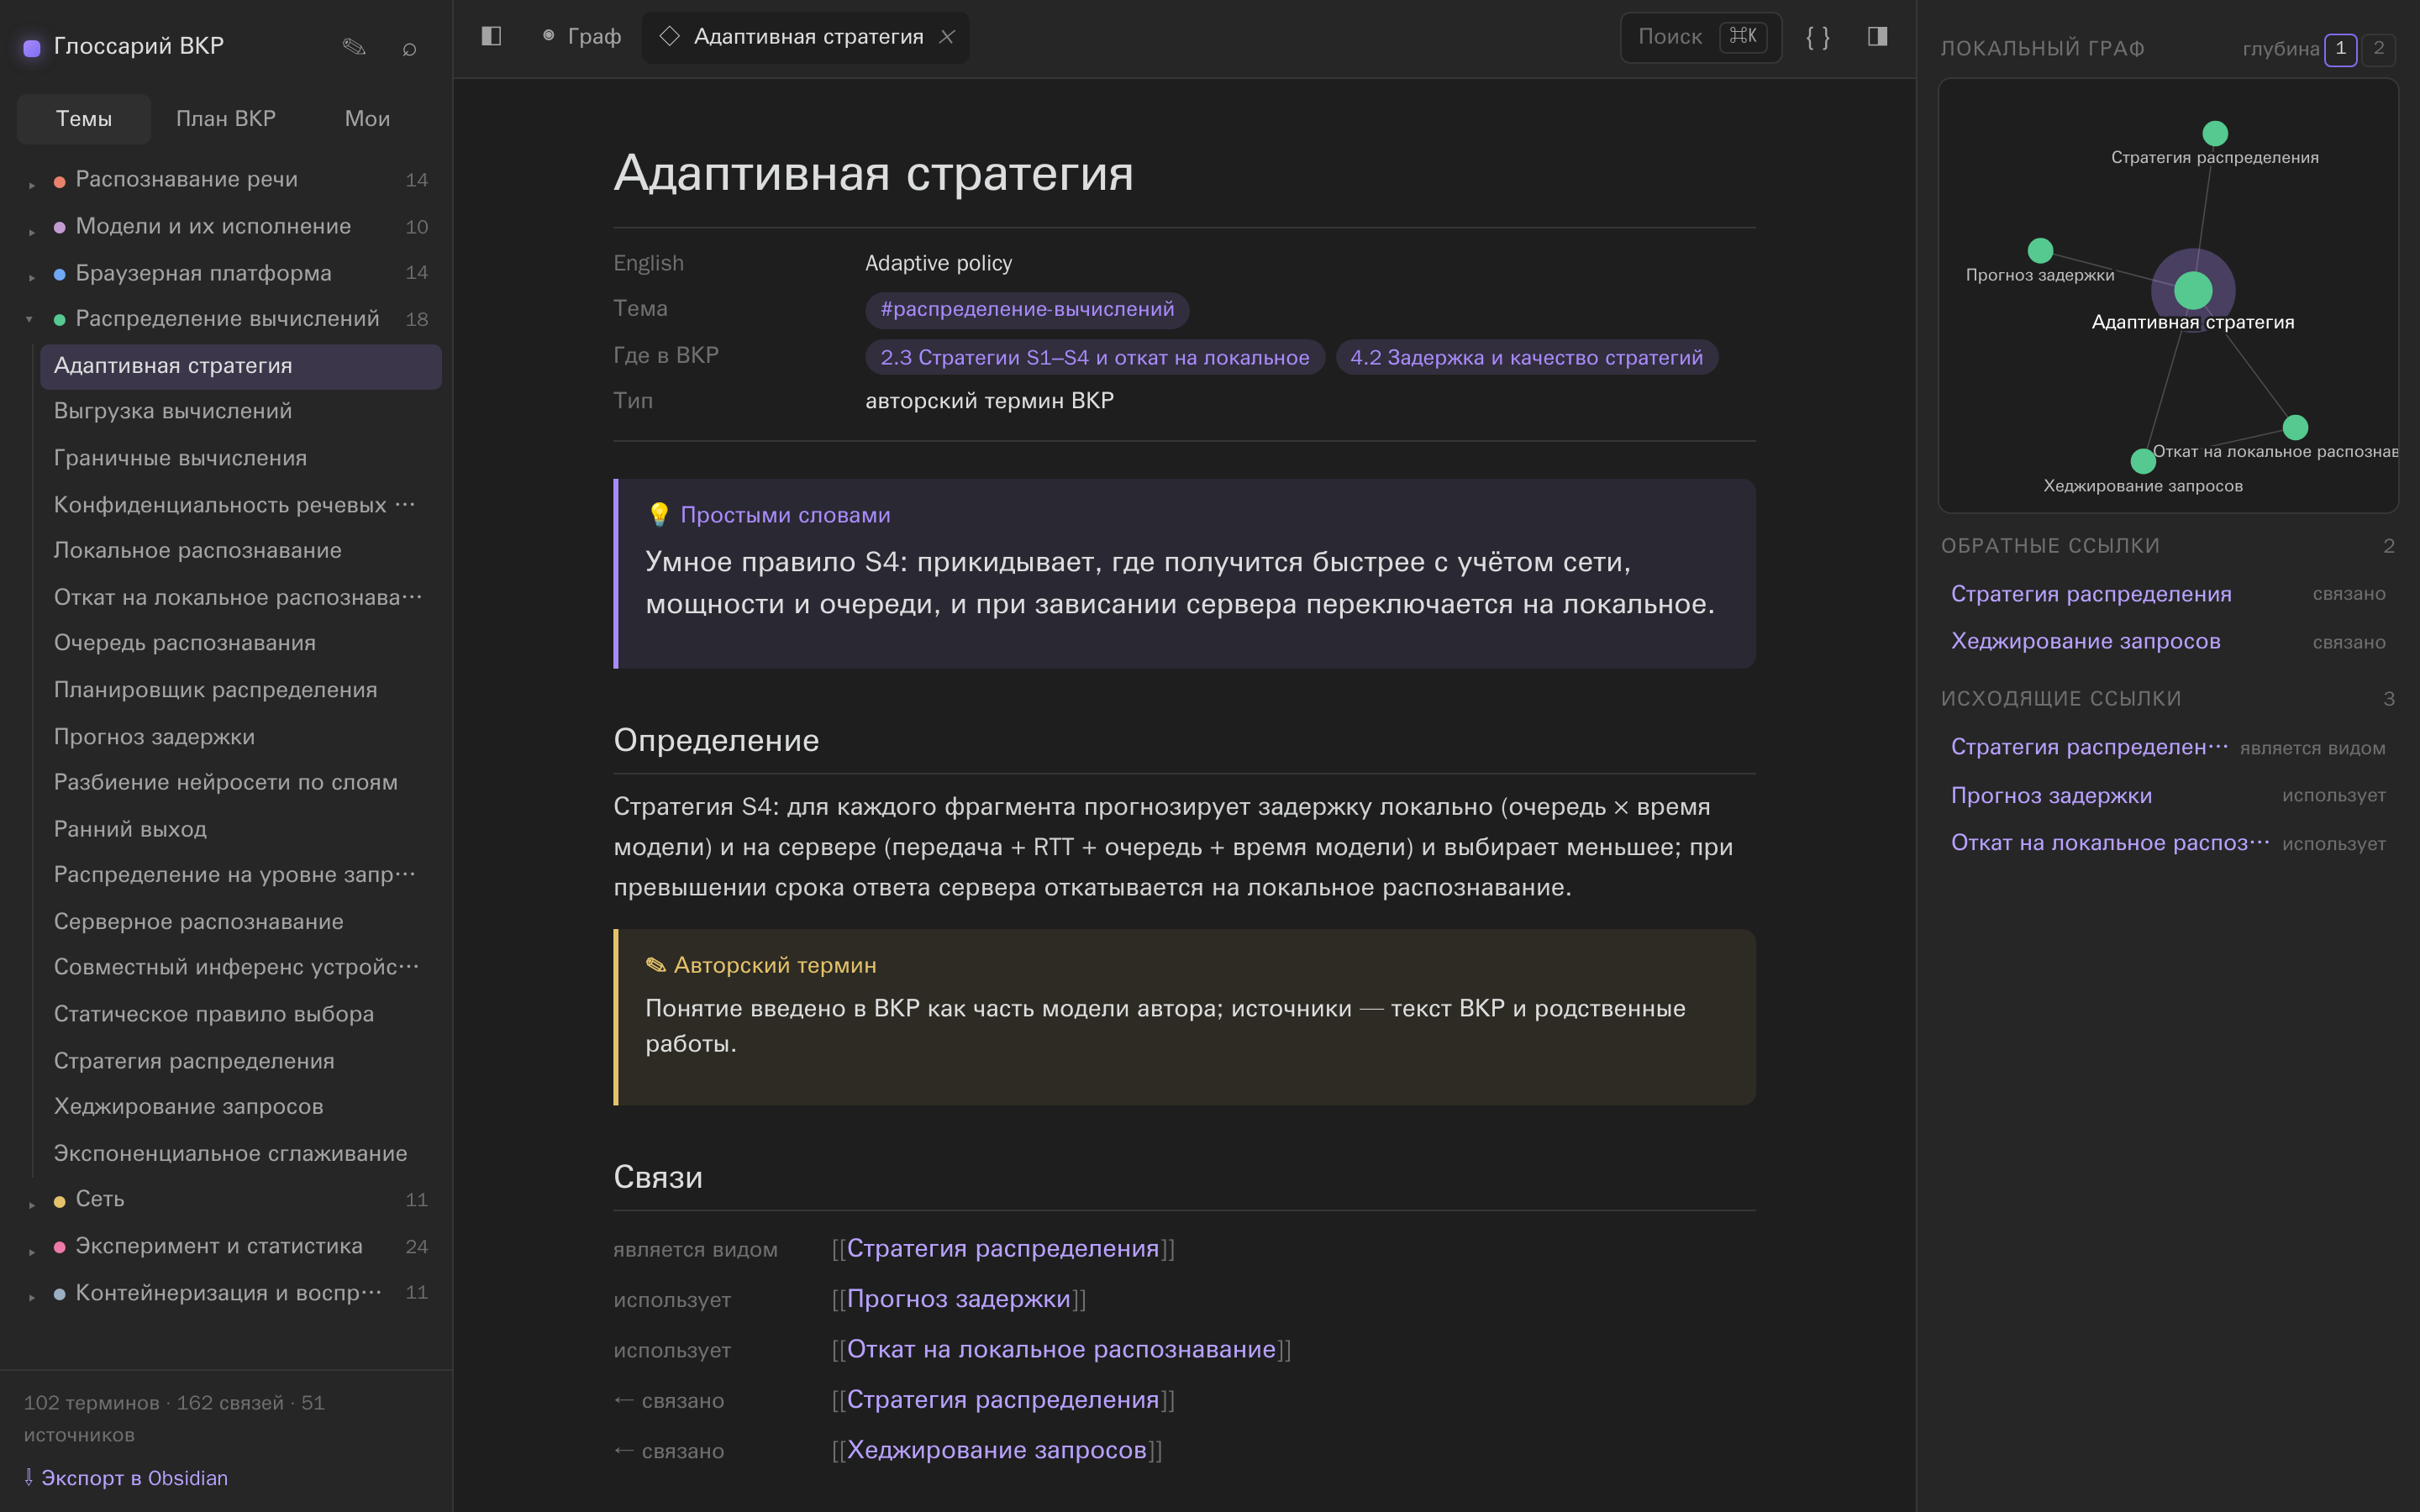 Глоссарий ВКР
Темы План ВКР Мои
Распознавание речи 14
Модели и их исполнение 10
Браузерная платформа 14
Распределение вычислений 18
Адаптивная стратегия
Выгрузка вычислений
Граничные вычисления
Конфиденциальность речевых ···
Локальное распознавание
Откат на локальное распознава···
Очередь распознавания
Планировщик распределения
Прогноз задержки
Разбиение нейросети по слоям
Ранний выход
Распределение на уровне запр···
Серверное распознавание
Совместный инференс устройс···
Статическое правило выбора
Стратегия распределения
Хеджирование запросов
Экспоненциальное сглаживание
Сеть 11
Эксперимент и статистика 24
Контейнеризация и воспр··· 11
102 терминов · 162 связей · 51
источников
⇩ Экспорт в Obsidian
Граф
◇ Адаптивная стратегия ×
Поиск ⌘K { }
Адаптивная стратегия
English Adaptive policy
Тема #распределение-вычислений
Где в ВКР 2.3 Стратегии S1—S4 и откат на локальное 4.2 Задержка и качество стратегий
Тип авторский термин ВКР
💡 Простыми словами
Умное правило S4: прикидывает, где получится быстрее с учётом сети,
мощности и очереди, и при зависании сервера переключается на локальное.
Определение
Стратегия S4: для каждого фрагмента прогнозирует задержку локально (очередь × время
модели) и на сервере (передача + RTT + очередь + время модели) и выбирает меньшее; при
превышении срока ответа сервера откатывается на локальное распознавание.
✎ Авторский термин
Понятие введено в ВКР как часть модели автора; источники — текст ВКР и родственные
работы.
Связи
является видом [[Стратегия распределения]]
использует [[Прогноз задержки]]
использует [[Откат на локальное распознавание]]
← связано [[Стратегия распределения]]
← связано [[Хеджирование запросов]]
ЛОКАЛЬНЫЙ ГРАФ глубина 1 2
Стратегия распределения
Прогноз задержки
Адаптивная стратегия
Откат на локальное распознав
Хеджирование запросов
ОБРАТНЫЕ ССЫЛКИ 2
Стратегия распределения связано
Хеджирование запросов связано
ИСХОДЯЩИЕ ССЫЛКИ 3
Стратегия распределен··· является видом
Прогноз задержки использует
Откат на локальное распоз··· использует